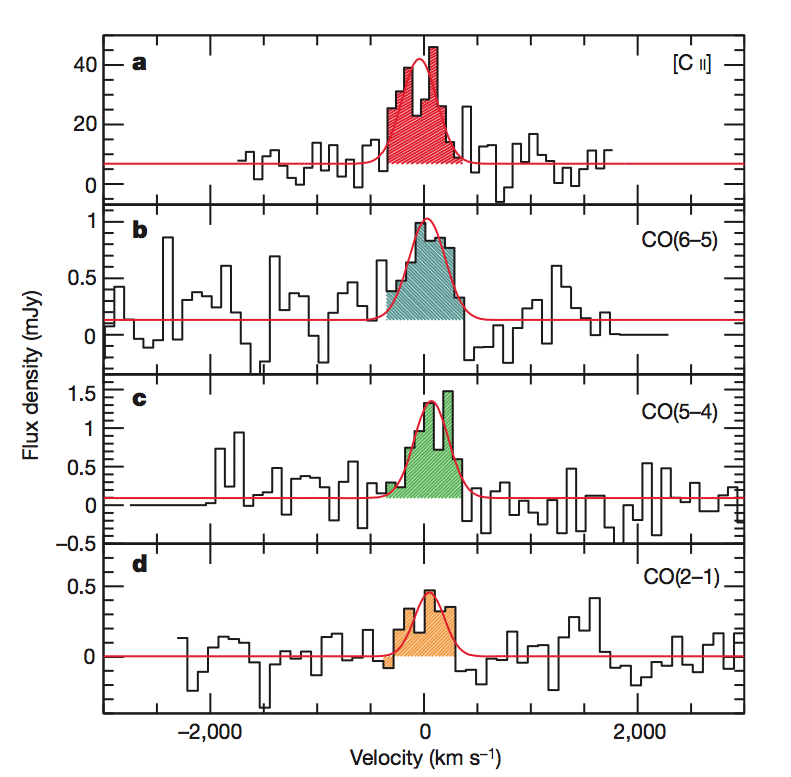 a
[C II]
40
20
0
b
CO(6–5)
1
0.5
0
c
CO(5–4)
1.5
1
0.5
0
–0.5
d
CO(2–1)
0.5
0
Flux density (mJy)
–2,000
0
2,000
Velocity (km s⁻¹)